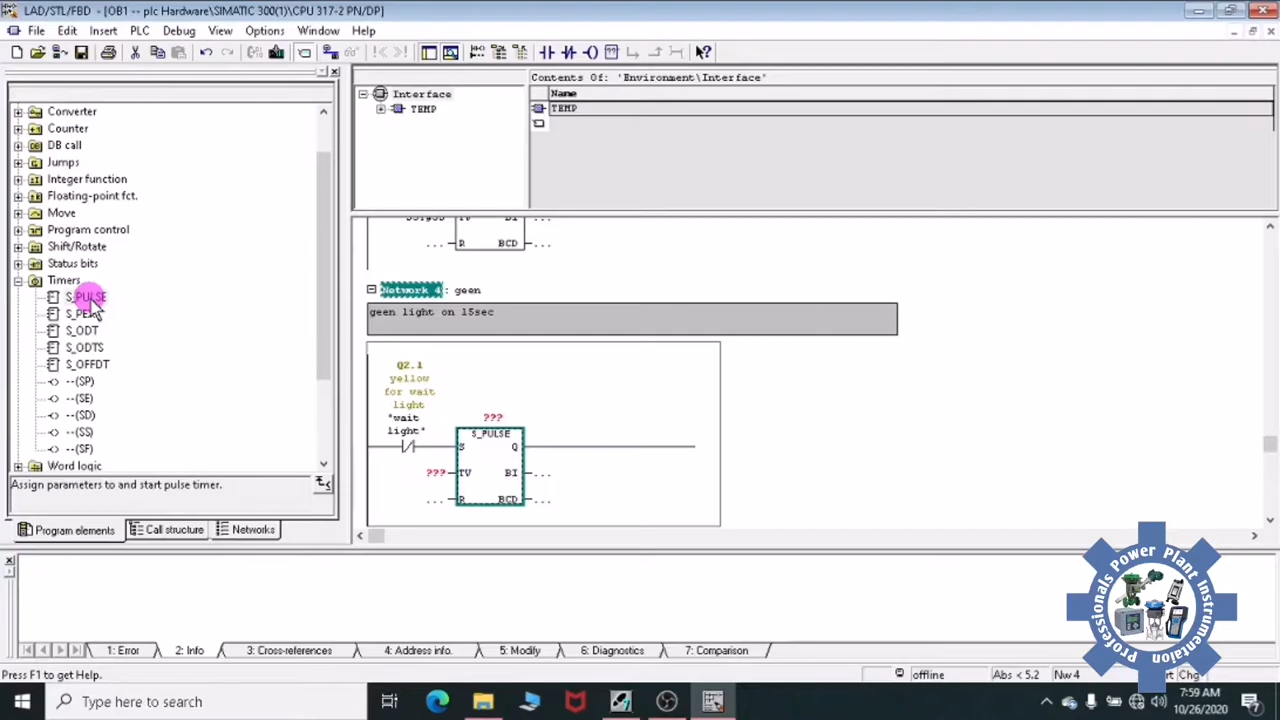 LAD/STL/FBD - [OB1 -- plc Hardware\SIMATIC 300(1)\CPU 317-2 PN/DP]
File Edit Insert PLC Debug View Options Window Help
Converter
Counter
DB call
Jumps
Integer function
Floating-point fct.
Move
Program control
Shift/Rotate
Status bits
Timers
S_PULSE
S_ODT
S_ODTS
S_OFFDT
--(SP)
--(SE)
--(SD)
--(SS)
--(SF)
Word logic
Assign parameters to and start pulse timer.
Program elements Call structure Networks
Interface
TEMP
Contents Of: 'Environment\Interface'
Name
TEMP
TV BI ...
... R BCD ...
Network 4 : geen
geen light on 15sec
Q2.1
yellow
for wait
light
"wait
light"
???
S_PULSE
S Q
??? TV BI ...
... R BCD ...
1: Error 2: Info 3: Cross-references 4: Address info. 5: Modify 6: Diagnostics 7: Comparison
Press F1 to get Help.
offline Abs < 5.2 Nw 4 Chg
Professionals Power Plant Instrumentaion
Type here to search
7:59 AM
10/26/2020